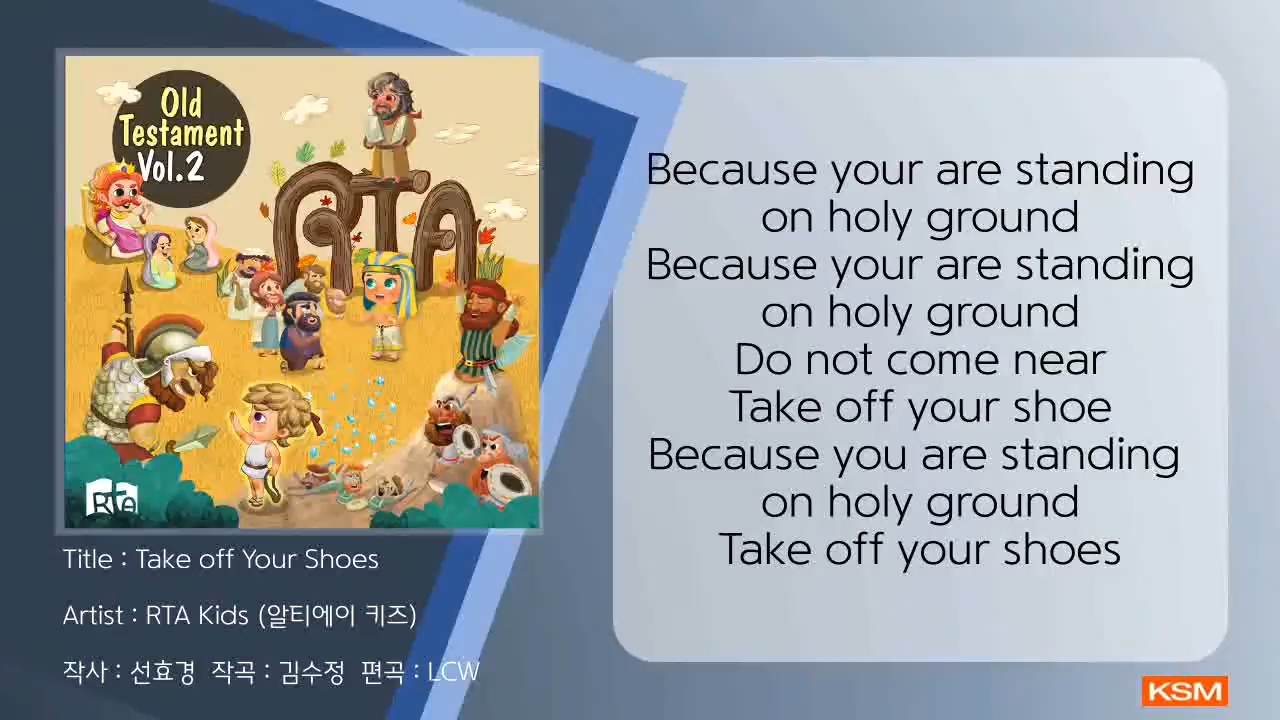 Old
Testament
Vol.2
RTA
RTA
Title : Take off Your Shoes
Artist : RTA Kids (알티에이 키즈)
작사 : 선효경 작곡 : 김수정 편곡 : LCW
Because your are standing
on holy ground
Because your are standing
on holy ground
Do not come near
Take off your shoe
Because you are standing
on holy ground
Take off your shoes
KSM